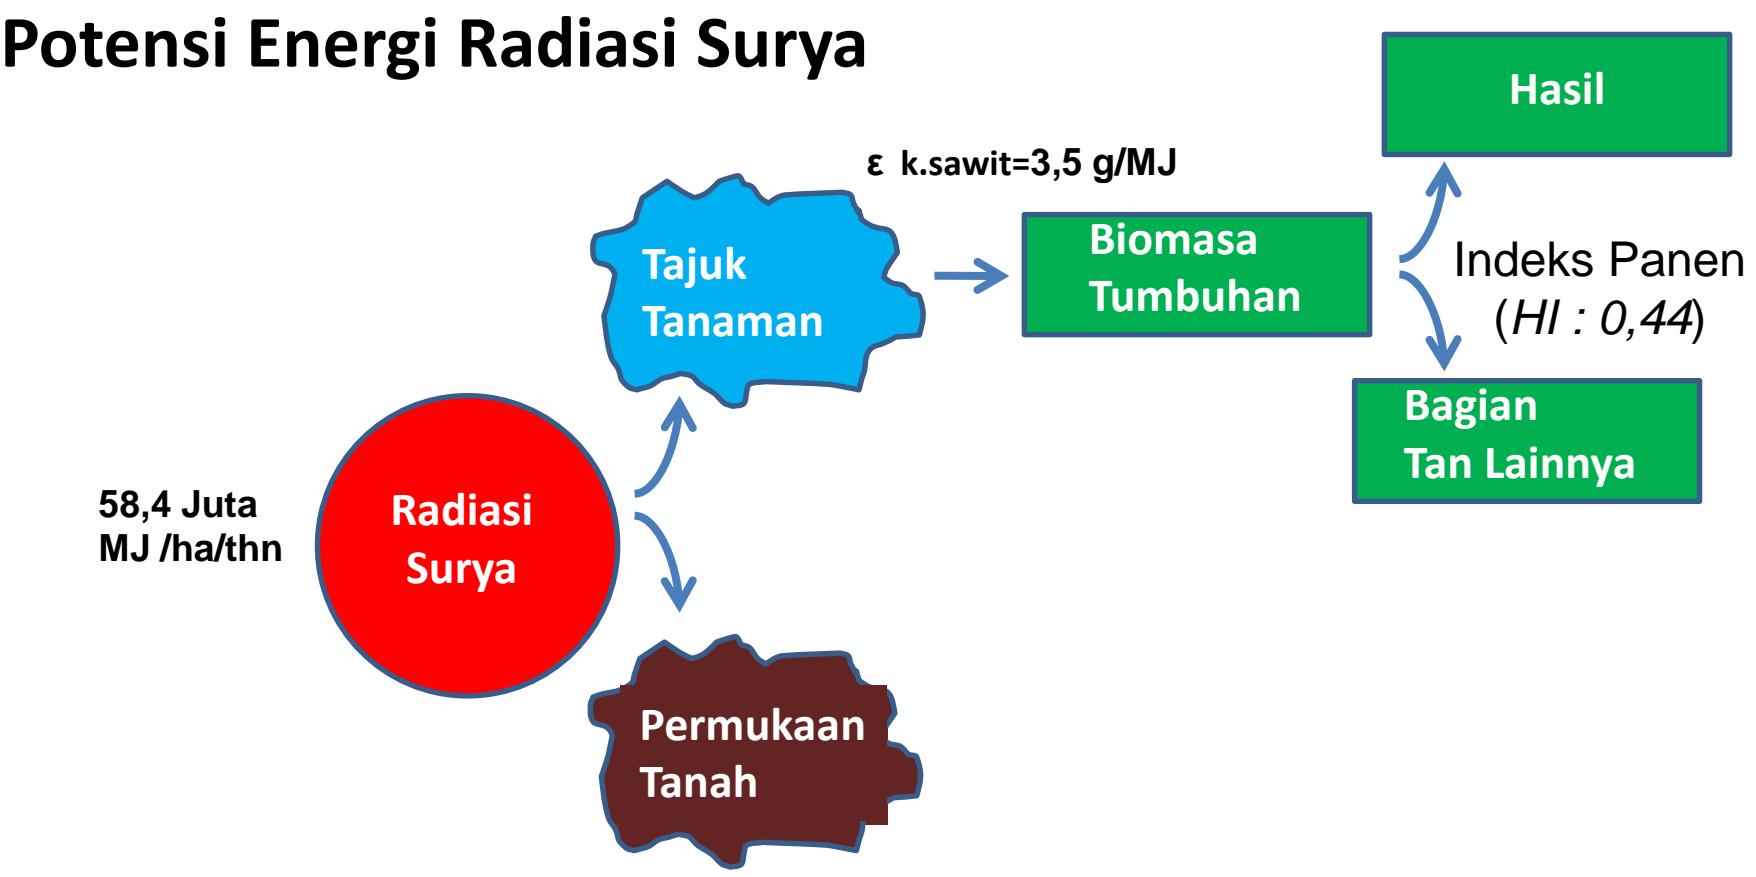 Potensi Energi Radiasi Surya
Hasil
ε k.sawit=3,5 g/MJ
Tajuk
Tanaman
Biomasa
Tumbuhan
Indeks Panen
(HI : 0,44)
Bagian
Tan Lainnya
58,4 Juta
MJ /ha/thn
Radiasi
Surya
Permukaan
Tanah